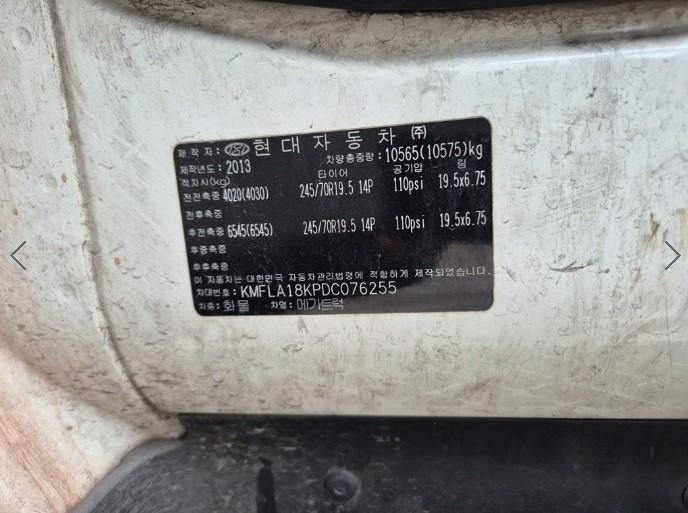 제작자: 현대자동차 ㈜
제작년도: 2013 차량총중량: 10565(10575)kg
적차시(kg) 타이어 공기압 림
전전축중 4020(4030) 245/70R19.5 14P 110psi 19.5x6.75
전후축중
후전축중 6545(6545) 245/70R19.5 14P 110psi 19.5x6.75
후중축중
후후축중
이 자동차는 대한민국 자동차관리법령에 적합하게 제작되었습니다.
차대번호: KMFLA18KPDC076255
차종: 화물 차명: 메가트럭